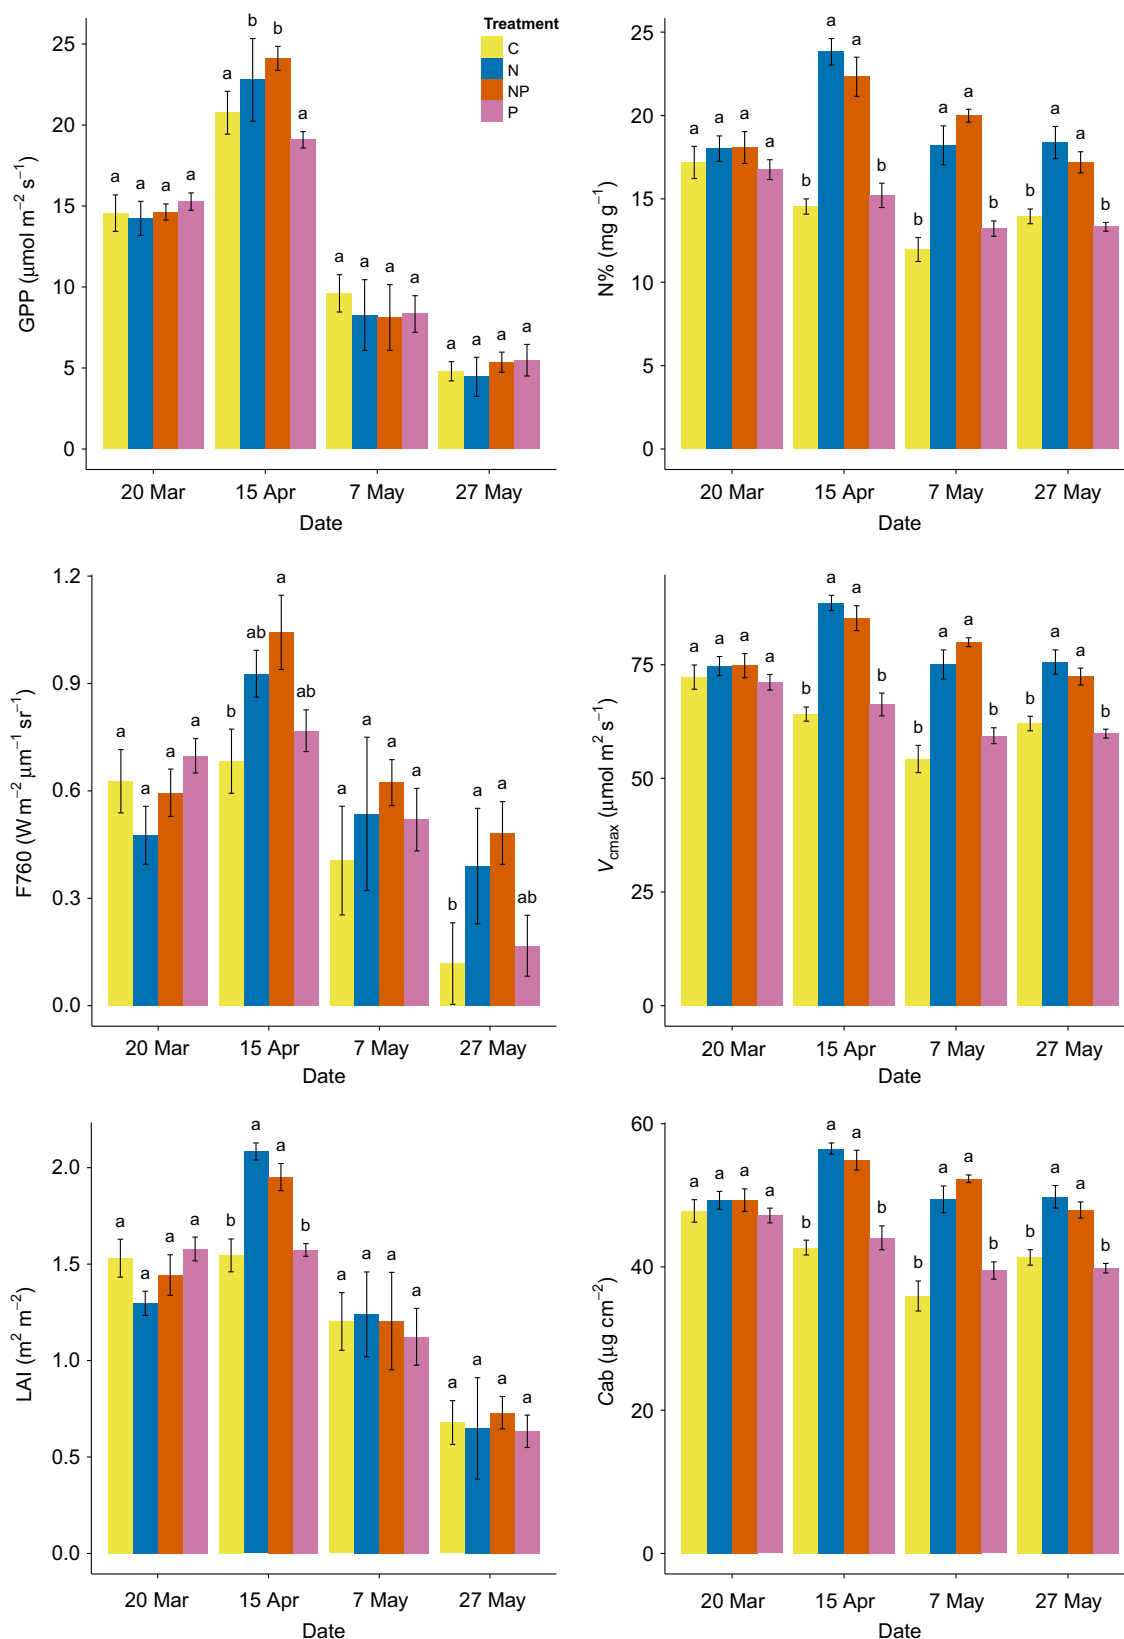 Treatment
C
N
NP
P
GPP (μmol m⁻² s⁻¹)
25
20
15
10
5
0
a a a a
a b b a
a a a a
a a a a
20 Mar 15 Apr 7 May 27 May
Date
N% (mg g⁻¹)
25
20
15
10
5
0
a a a a
b a a b
b a a b
b a a b
20 Mar 15 Apr 7 May 27 May
Date
F760 (W m⁻² μm⁻¹ sr⁻¹)
1.2
0.9
0.6
0.3
0.0
a a a a
b ab a ab
a a a a
b a a ab
20 Mar 15 Apr 7 May 27 May
Date
Vcmax (μmol m² s⁻¹)
75
50
25
0
a a a a
b a a b
b a a b
b a a b
20 Mar 15 Apr 7 May 27 May
Date
LAI (m² m⁻²)
2.0
1.5
1.0
0.5
0.0
a a a a
b a a b
a a a a
a a a a
20 Mar 15 Apr 7 May 27 May
Date
Cab (μg cm⁻²)
60
40
20
0
a a a a
b a a b
b a a b
b a a b
20 Mar 15 Apr 7 May 27 May
Date